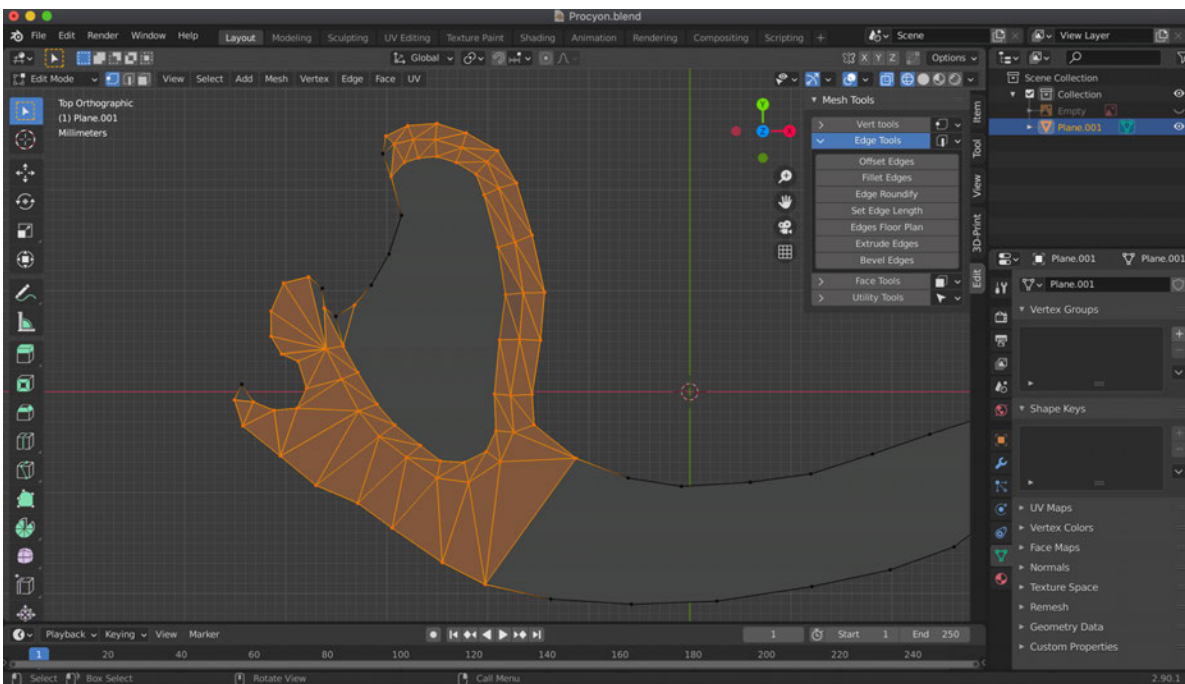 Procyon.blend
File Edit Render Window Help Layout Modeling Sculpting UV Editing Texture Paint Shading Animation Rendering Compositing Scripting + Scene View Layer
Global X Y Z Options
Edit Mode View Select Add Mesh Vertex Edge Face UV
Top Orthographic
(1) Plane.001
Millimeters
Y
Z
X
Mesh Tools
Vert tools
Edge Tools
Offset Edges
Fillet Edges
Edge Roundify
Set Edge Length
Edges Floor Plan
Extrude Edges
Bevel Edges
Face Tools
Utility Tools
Item
Tool
View
3D-Print
Edit
Scene Collection
Collection
Empty
Plane.001
Plane.001 Plane.001
Plane.001
Vertex Groups
Shape Keys
UV Maps
Vertex Colors
Face Maps
Normals
Texture Space
Remesh
Geometry Data
Custom Properties
Playback Keying View Marker 1 Start 1 End 250
1 20 40 60 80 100 120 140 160 180 200 220 240
Select Box Select Rotate View Call Menu 2.90.1